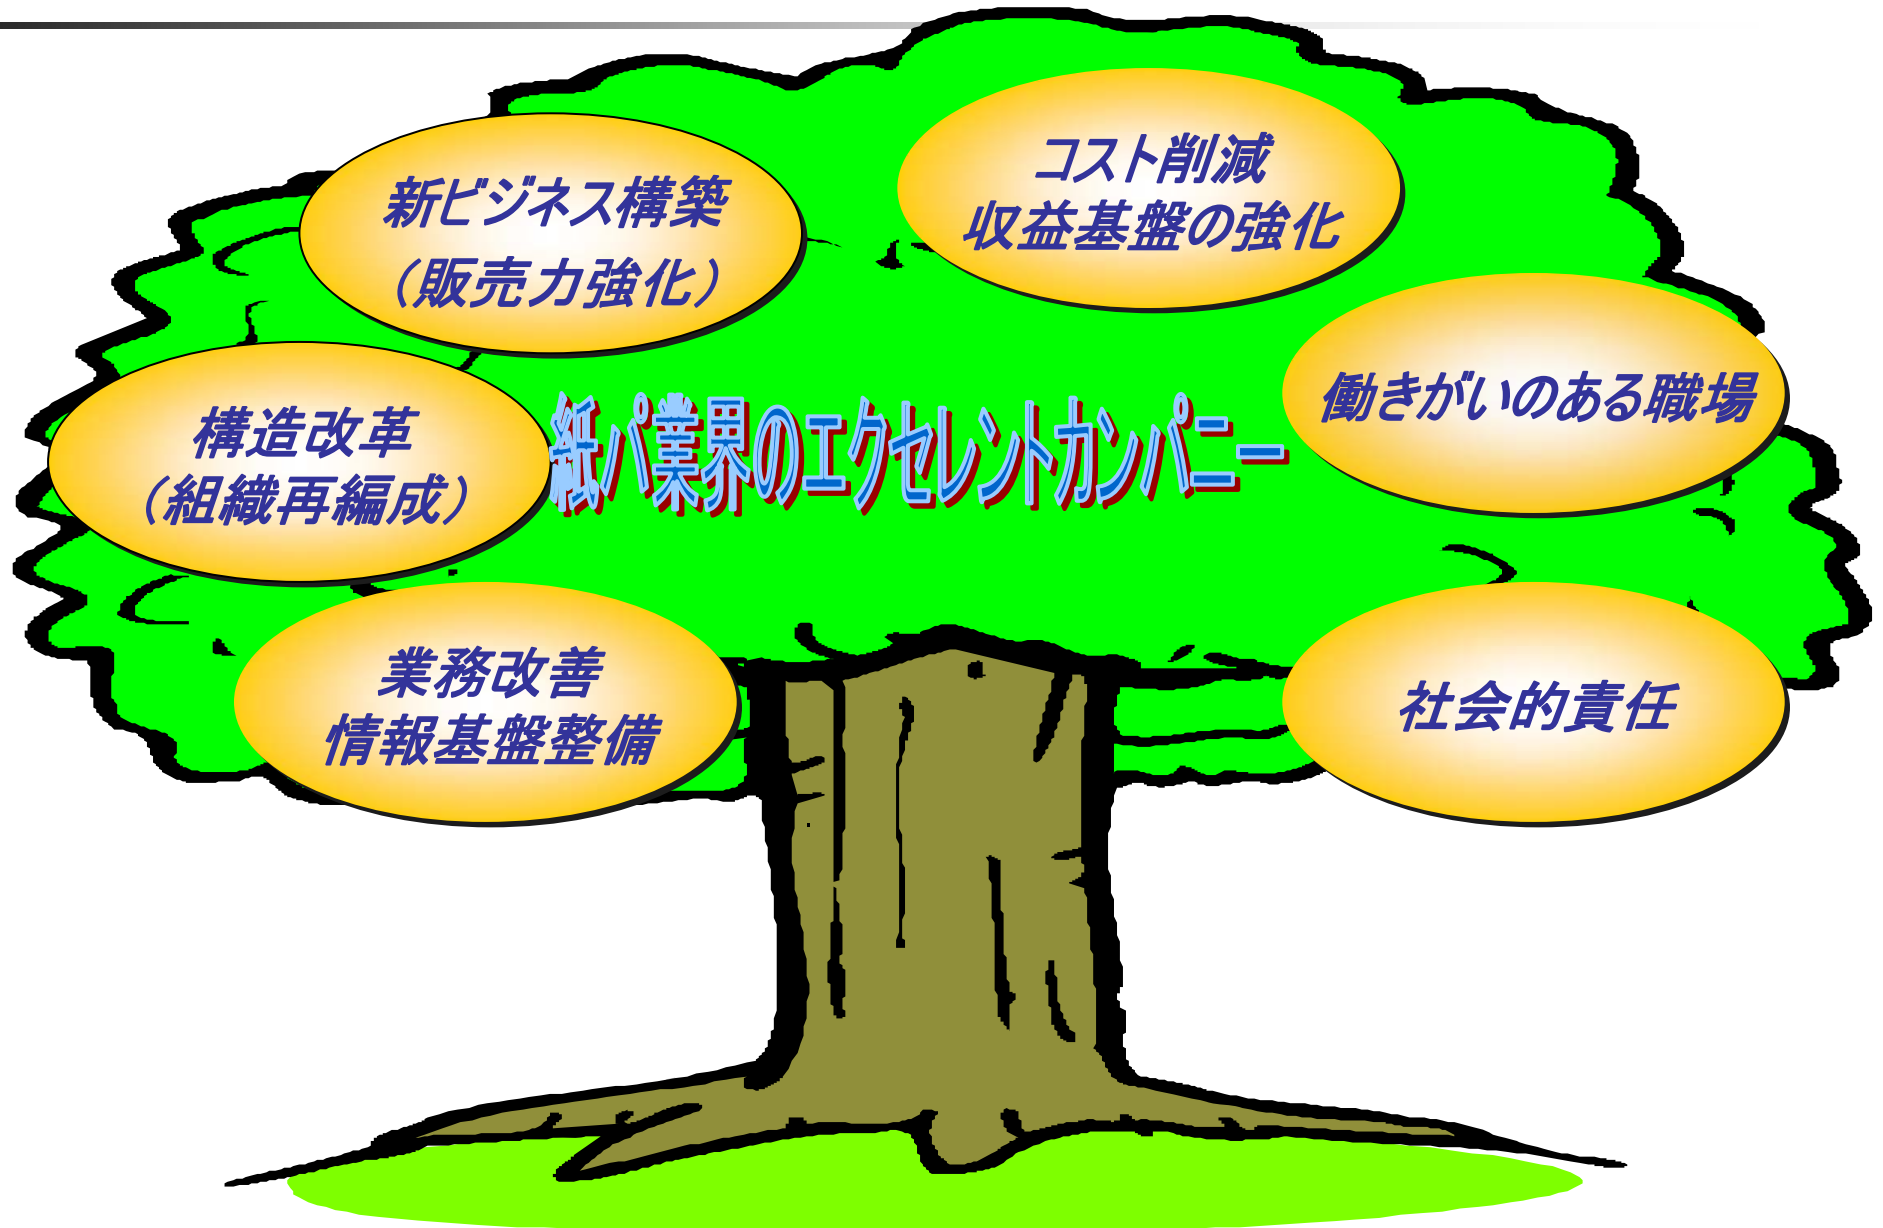 コスト削減
収益基盤の強化
新ビジネス構築
（販売力強化）
働きがいのある職場
構造改革
（組織再編成）
紙パ業界のエクセレントカンパニー
業務改善
情報基盤整備
社会的責任